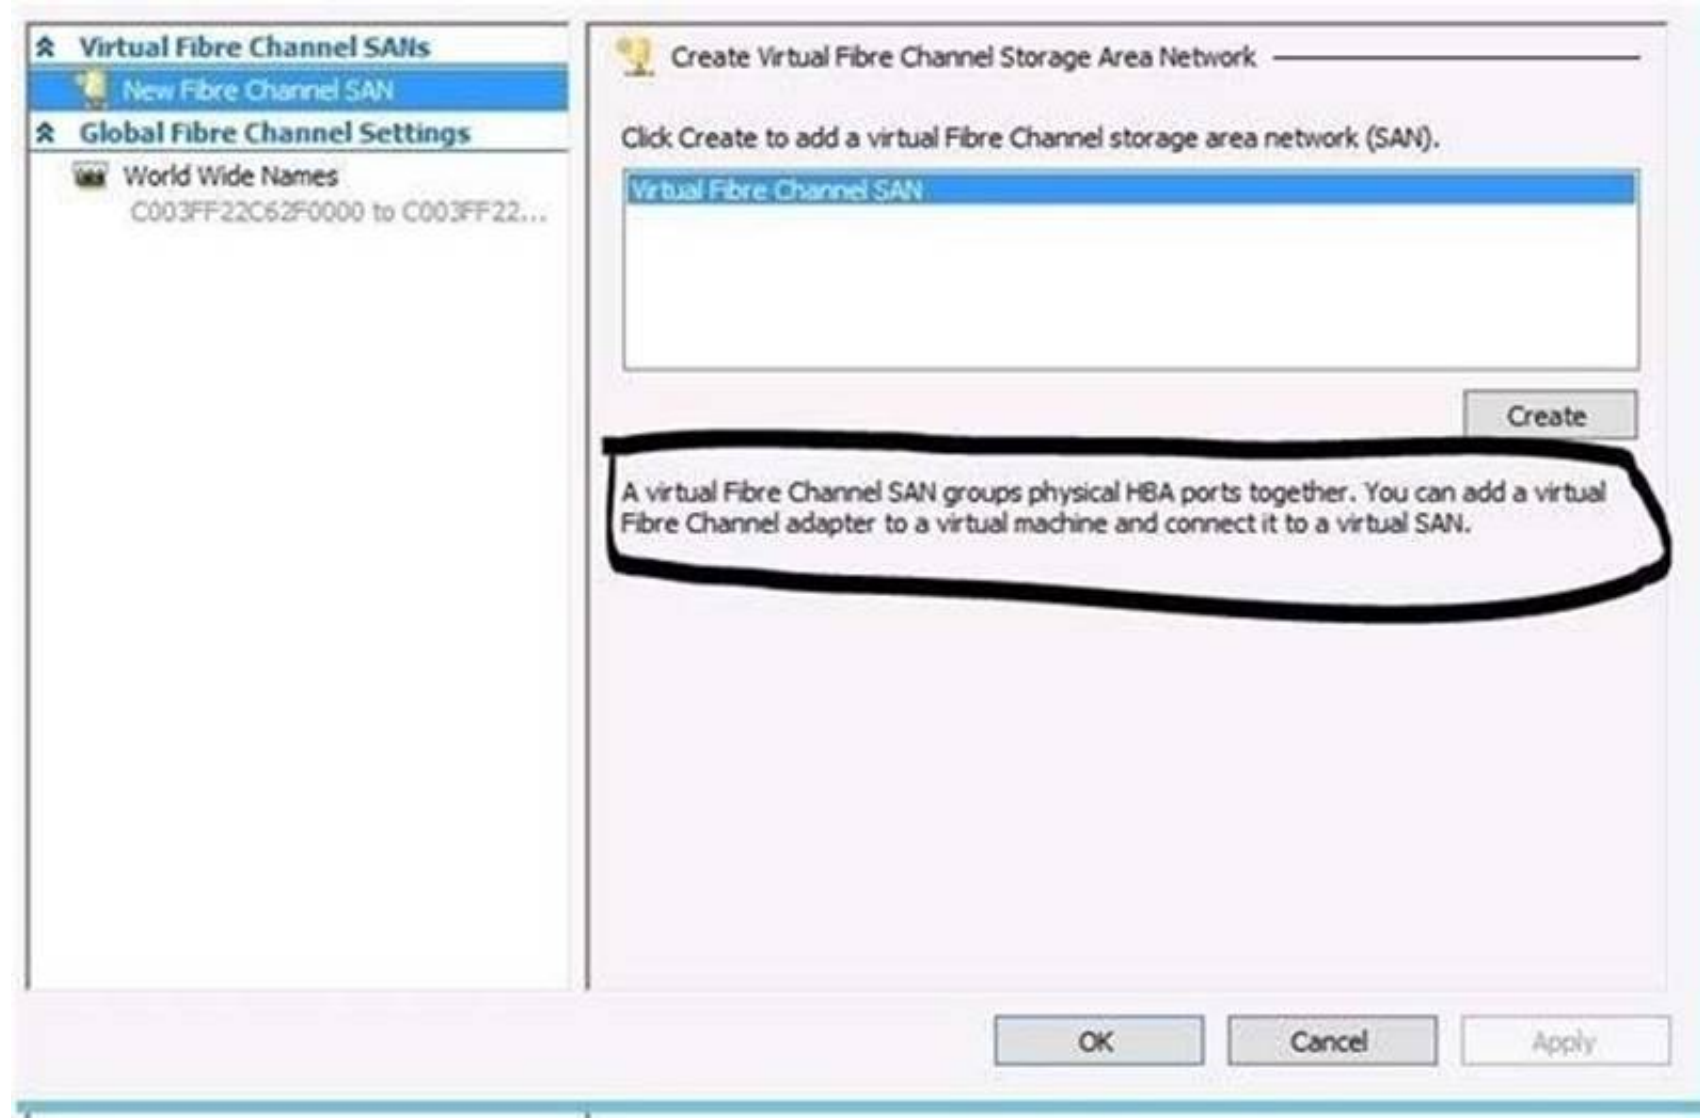 Virtual Fibre Channel SANs
New Fibre Channel SAN
Global Fibre Channel Settings
World Wide Names
C003FF22C62F0000 to C003FF22...
Create Virtual Fibre Channel Storage Area Network
Click Create to add a virtual Fibre Channel storage area network (SAN).
Virtual Fibre Channel SAN
Create
A virtual Fibre Channel SAN groups physical HBA ports together. You can add a virtual
Fibre Channel adapter to a virtual machine and connect it to a virtual SAN.
OK
Cancel
Apply